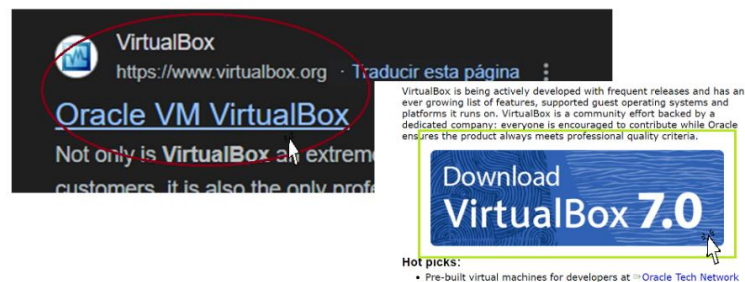 VirtualBox
https://www.virtualbox.org · Traducir esta página
Oracle VM VirtualBox
Not only is VirtualBox an extrem
customers, it is also the only profe
VirtualBox is being actively developed with frequent releases and has an
ever growing list of features, supported guest operating systems and
platforms it runs on. VirtualBox is a community effort backed by a
dedicated company: everyone is encouraged to contribute while Oracle
ensures the product always meets professional quality criteria.
Download
VirtualBox 7.0
Hot picks:
• Pre-built virtual machines for developers at Oracle Tech Network